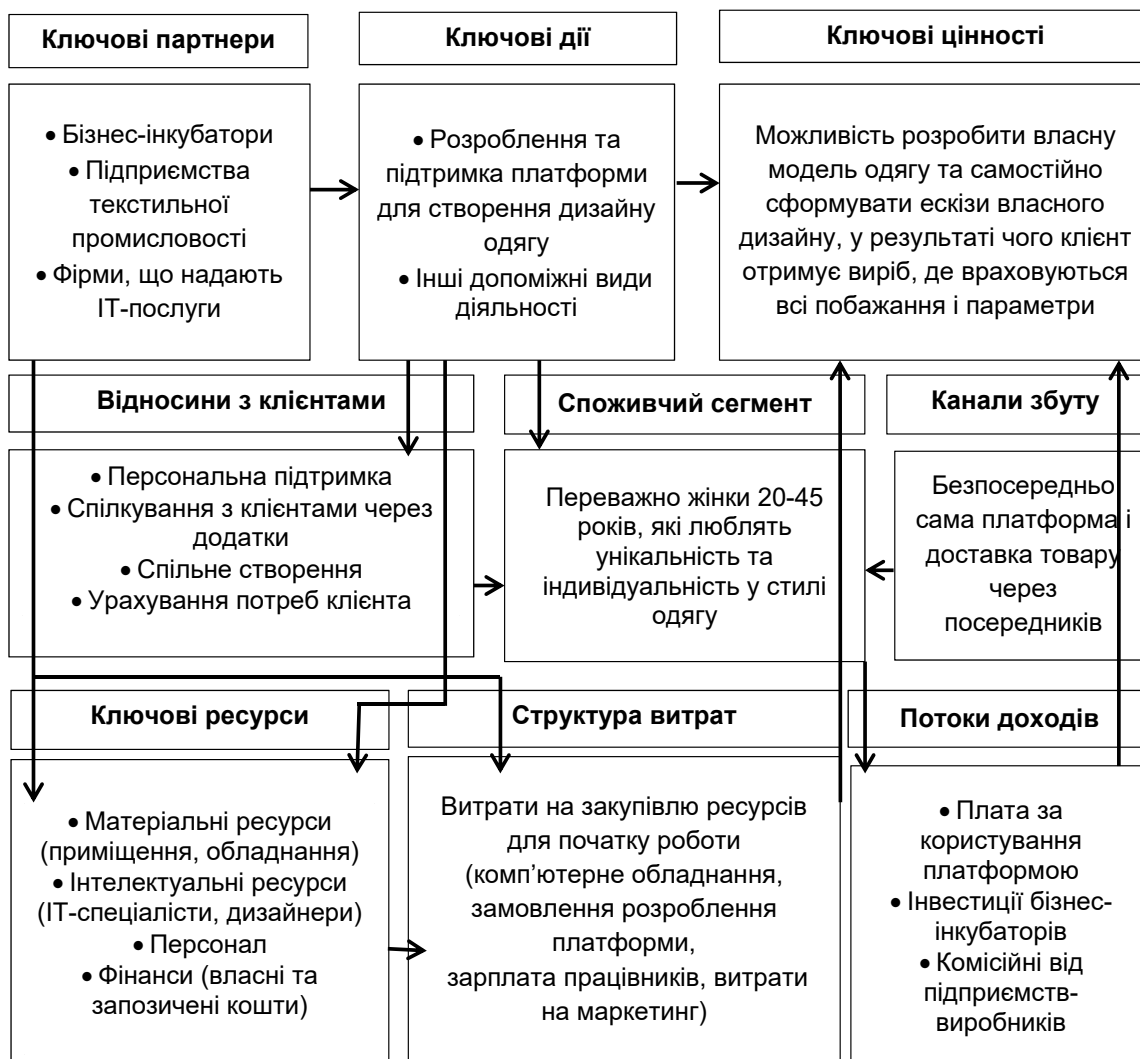 Ключові партнери
Ключові дії
Ключові цінності
• Бізнес-інкубатори
• Підприємства
текстильної
промисловості
• Фірми, що надають
ІТ-послуги
• Розроблення та
підтримка платформи
для створення дизайну
одягу
• Інші допоміжні види
діяльності
Можливість розробити власну
модель одягу та самостійно
сформувати ескізи власного
дизайну, у результаті чого клієнт
отримує виріб, де враховуються
всі побажання і параметри
Відносини з клієнтами
Споживчий сегмент
Канали збуту
• Персональна підтримка
• Спілкування з клієнтами через
додатки
• Спільне створення
• Урахування потреб клієнта
Переважно жінки 20-45
років, які люблять
унікальність та
індивідуальність у стилі
одягу
Безпосередньо
сама платформа і
доставка товару
через
посередників
Ключові ресурси
Структура витрат
Потоки доходів
• Матеріальні ресурси
(приміщення, обладнання)
• Інтелектуальні ресурси
(ІТ-спеціалісти, дизайнери)
• Персонал
• Фінанси (власні та
запозичені кошти)
Витрати на закупівлю ресурсів
для початку роботи
(комп’ютерне обладнання,
замовлення розроблення
платформи,
зарплата працівників, витрати
на маркетинг)
• Плата за
користування
платформою
• Інвестиції бізнес-
інкубаторів
• Комісійні від
підприємств-
виробників